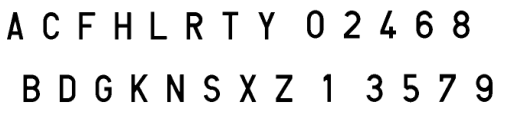 A C F H L R T Y 0 2 4 6 8
B D G K N S X Z 1 3 5 7 9